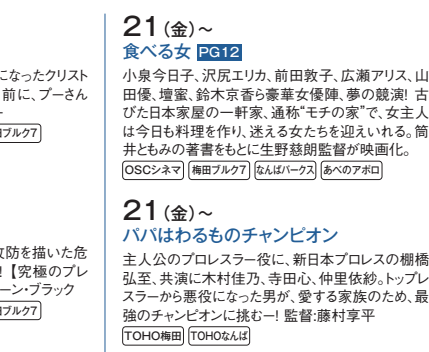 になったクリスト
前に、プーさん
ブルク7
攻防を描いた危
! 【究極のプレ
ーン・ブラック
ブルク7
21(金)～
食べる女 PG12
小泉今日子、沢尻エリカ、前田敦子、広瀬アリス、山
田優、壇蜜、鈴木京香ら豪華女優陣、夢の競演! 古
びた日本家屋の一軒家、通称“モチの家”で、女主人
は今日も料理を作り、迷える女たちを迎えいれる。筒
井ともみの著書をもとに生野慈朗監督が映画化。
OSCシネマ 梅田ブルク7 なんばパークス あべのアポロ
21(金)～
パパはわるものチャンピオン
主人公のプロレスラー役に、新日本プロレスの棚橋
弘至、共演に木村佳乃、寺田心、仲里依紗。トップレ
スラーから悪役になった男が、愛する家族のため、最
強のチャンピオンに挑むー! 監督:藤村享平
TOHO梅田 TOHOなんば